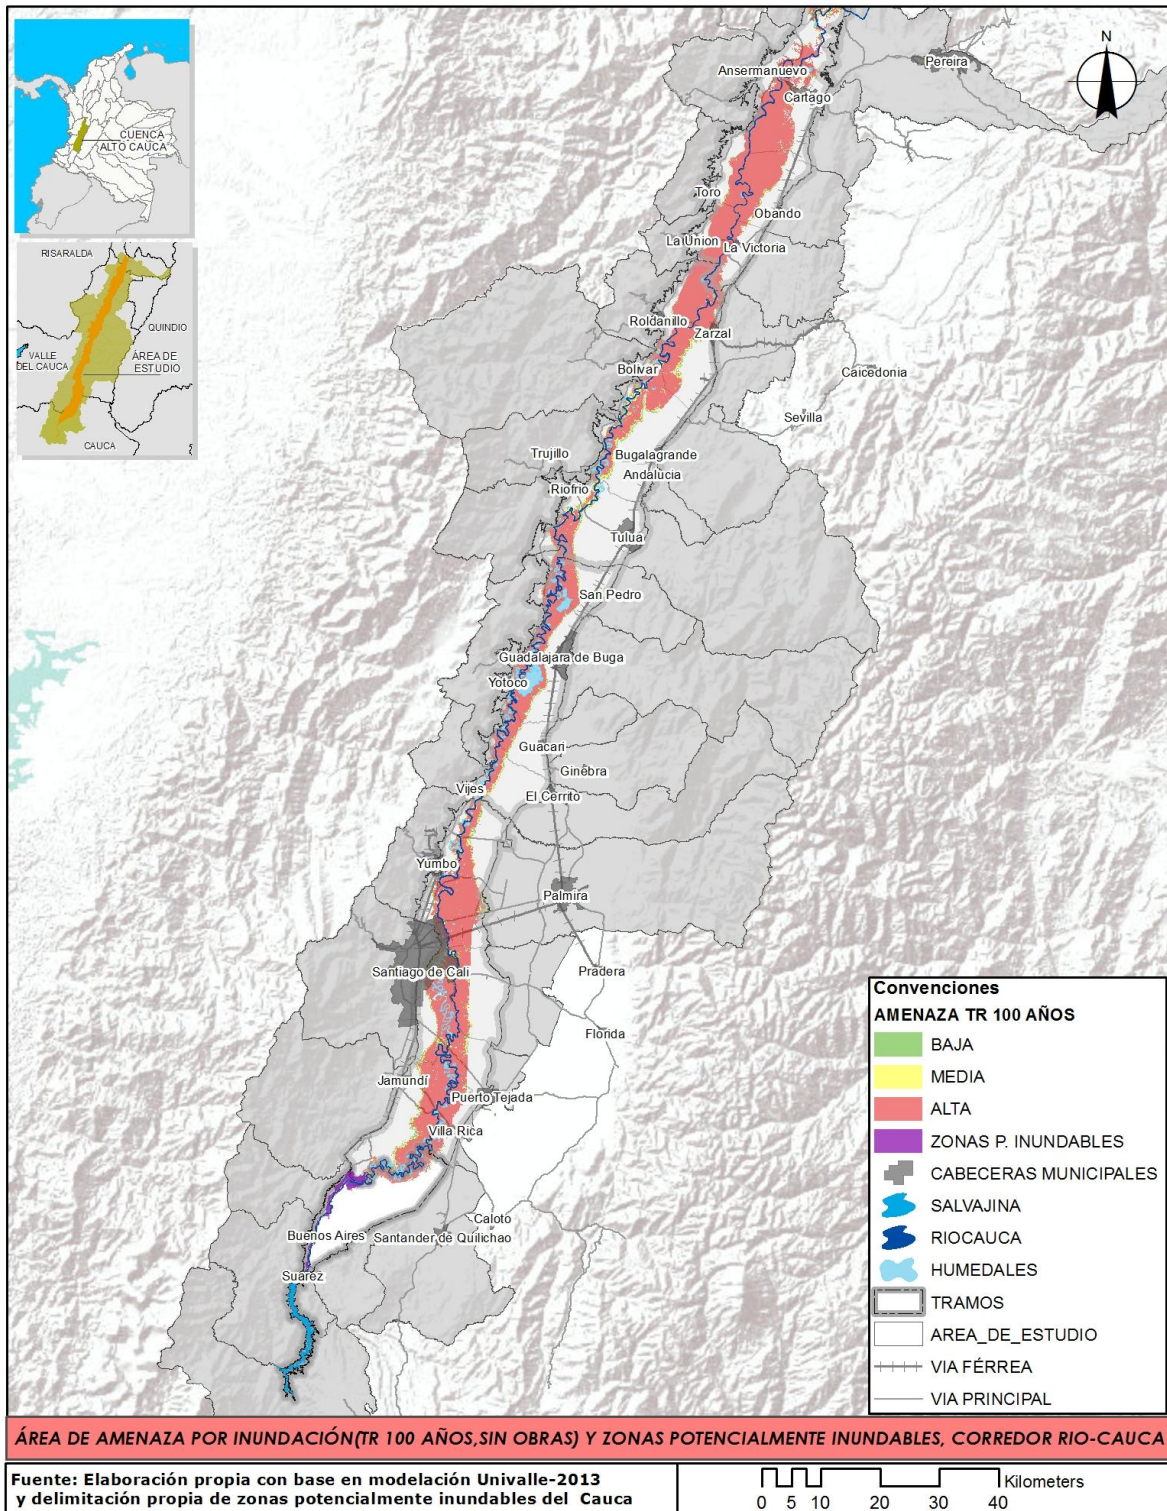 CUENCA
ALTO CAUCA
RISARALDA
QUINDIO
VALLE
DEL CAUCA
ÁREA DE
ESTUDIO
CAUCA
N
Pereira
Ansermanuevo
Cartago
Toro
Obando
La Union
La Victoria
Roldanillo
Zarzal
Bolivar
Caicedonia
Sevilla
Trujillo
Bugalagrande
Andalucia
Riofrio
Tulua
San Pedro
Guadalajara de Buga
Yotoco
Guacari
Ginebra
Vijes
El Cerrito
Yumbo
Palmira
Santiago de Cali
Pradera
Florida
Jamundí
Puerto Tejada
Villa Rica
Caloto
Buenos Aires
Santander de Quilichao
Suarez
Convenciones
AMENAZA TR 100 AÑOS
BAJA
MEDIA
ALTA
ZONAS P. INUNDABLES
CABECERAS MUNICIPALES
SALVAJINA
RIOCAUCA
HUMEDALES
TRAMOS
AREA_DE_ESTUDIO
VIA FÉRREA
VIA PRINCIPAL
ÁREA DE AMENAZA POR INUNDACIÓN(TR 100 AÑOS,SIN OBRAS) Y ZONAS POTENCIALMENTE INUNDABLES, CORREDOR RIO-CAUCA
Fuente: Elaboración propia con base en modelación Univalle-2013
y delimitación propia de zonas potencialmente inundables del Cauca
Kilometers
0 5 10 20 30 40